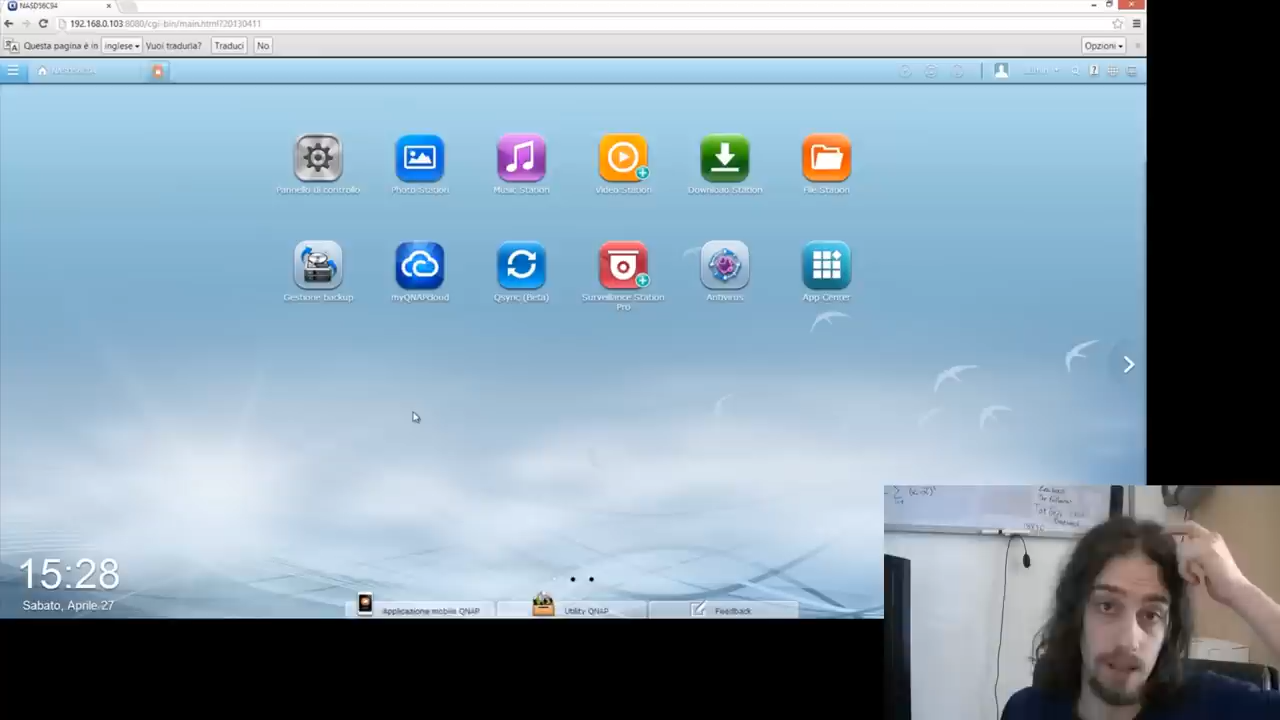 NASD56C94
192.168.0.103:8080/cgi-bin/main.html?20130411
Questa pagina è in inglese Vuoi tradurla? Traduci No Opzioni
NASD56C94
admin
Pannello di controllo Photo Station Music Station Video Station Download Station File Station
Gestione backup myQNAPcloud Qsync (Beta) Surveillance Station Antivirus App Center
Pro
15:28
Sabato, Aprile 27
Applicazione mobile QNAP Utility QNAP Feedback